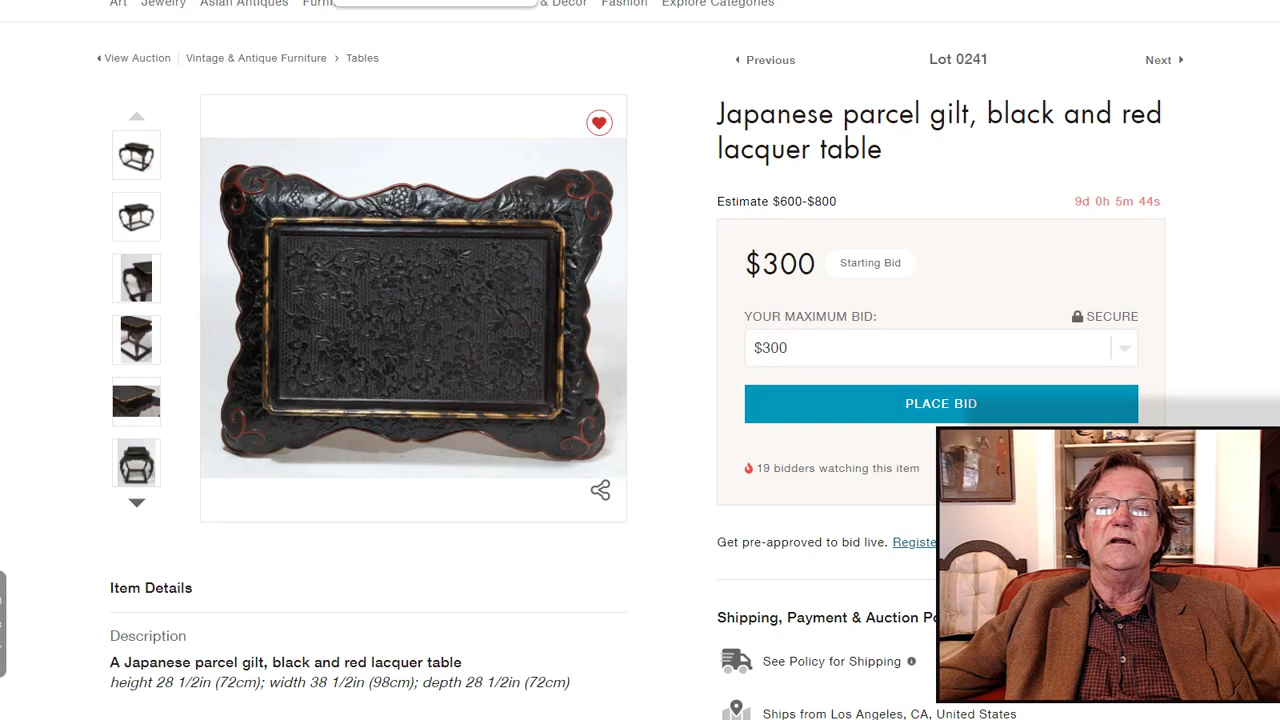 Art Jewelry Asian Antiques & Decor Fashion Explore Categories
View Auction Vintage & Antique Furniture > Tables
Previous Lot 0241 Next
Japanese parcel gilt, black and red
lacquer table
Estimate $600-$800 9d 0h 5m 44s
$300 Starting Bid
YOUR MAXIMUM BID: SECURE
$300
PLACE BID
19 bidders watching this item
Get pre-approved to bid live.
Item Details
Shipping, Payment & Auction
Description
A Japanese parcel gilt, black and red lacquer table
See Policy for Shipping
height 28 1/2in (72cm); width 38 1/2in (98cm); depth 28 1/2in (72cm)
Ships from Los Angeles, CA, United States